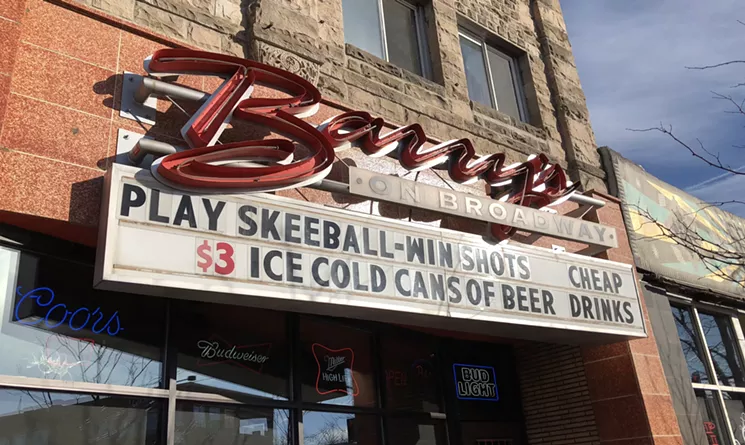 Barry's
ON BROADWAY
PLAY SKEEBALL-WIN SHOTS CHEAP
$3 ICE COLD CANS OF BEER DRINKS
Coors
Budweiser
Miller
HIGH LIFE
BUD
LIGHT